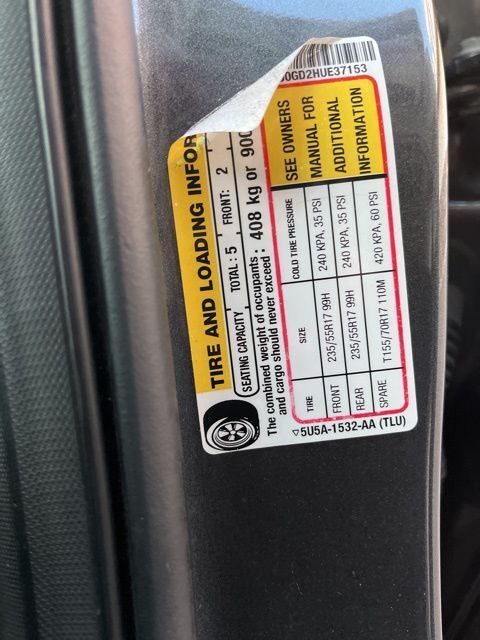 0GD2HUE37153
TIRE AND LOADING INFOR
SEATING CAPACITY TOTAL: 5 FRONT: 2
The combined weight of occupants
and cargo should never exceed : 408 kg or 900
TIRE SIZE COLD TIRE PRESSURE
FRONT 235/55R17 99H 240 KPA, 35 PSI
REAR 235/55R17 99H 240 KPA, 35 PSI
SPARE T155/70R17 110M 420 KPA, 60 PSI
SEE OWNERS
MANUAL FOR
ADDITIONAL
INFORMATION
5U5A-1532-AA (TLU)